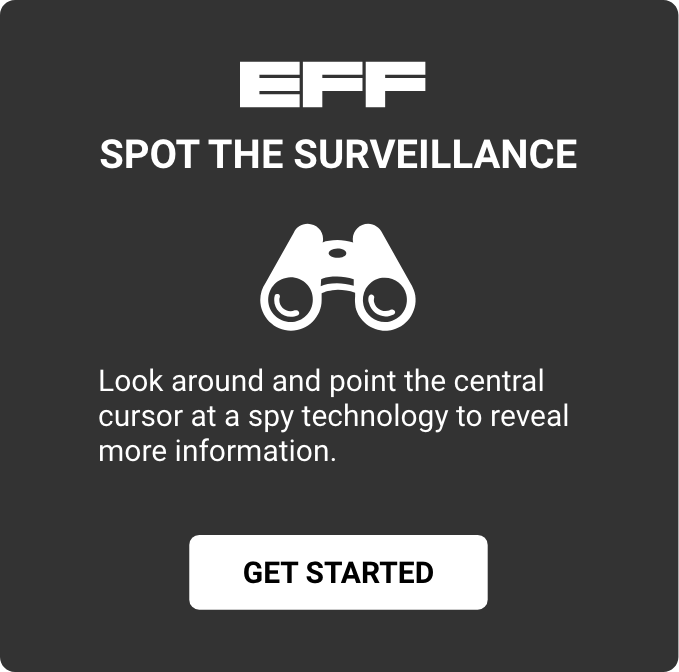 EFF
SPOT THE SURVEILLANCE
Look around and point the central
cursor at a spy technology to reveal
more information.
GET STARTED